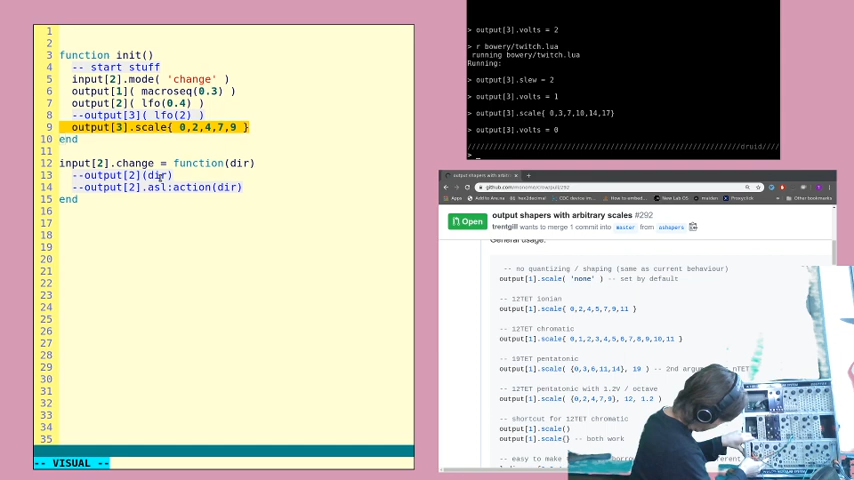 1
2
3 function init()
4 -- start stuff
5 input[2].mode( 'change' )
6 output[1]( macroseq(0.3) )
7 output[2]( lfo(0.4) )
8 --output[3]( lfo(2) )
9 output[3].scale{ 0,2,4,7,9 }
10 end
11
12 input[2].change = function(dir)
13 --output[2](dir)
14 --output[2].asl:action(dir)
15 end
16
17
18
19
20
21
22
23
24
25
26
27
28
29
30
31
32
33
34
35
-- VISUAL --
> output[3].volts = 2
> r bowery/twitch.lua
running bowery/twitch.lua
Running:
> output[3].slew = 2
> output[3].volts = 1
> output[3].scale{ 0,3,7,10,14,17}
> output[3].volts = 0
druid////
> _
output shapers with arbitrary scales #292
Open
trentgill wants to merge 1 commit into master from ashapers
General usage:
-- no quantizing / shaping (same as current behaviour)
output[1].scale( 'none' ) -- set by default
-- 12TET ionian
output[1].scale{ 0,2,4,5,7,9,11 }
-- 12TET chromatic
output[1].scale{ 0,1,2,3,4,5,6,7,8,9,10,11 }
-- 19TET pentatonic
output[1].scale( {0,3,6,11,14}, 19 ) -- 2nd argu nTET
-- 12TET pentatonic with 1.2V / octave
output[1].scale( {0,2,4,7,9}, 12, 1.2 )
-- shortcut for 12TET chromatic
output[1].scale()
output[1].scale{} -- both work
-- easy to make